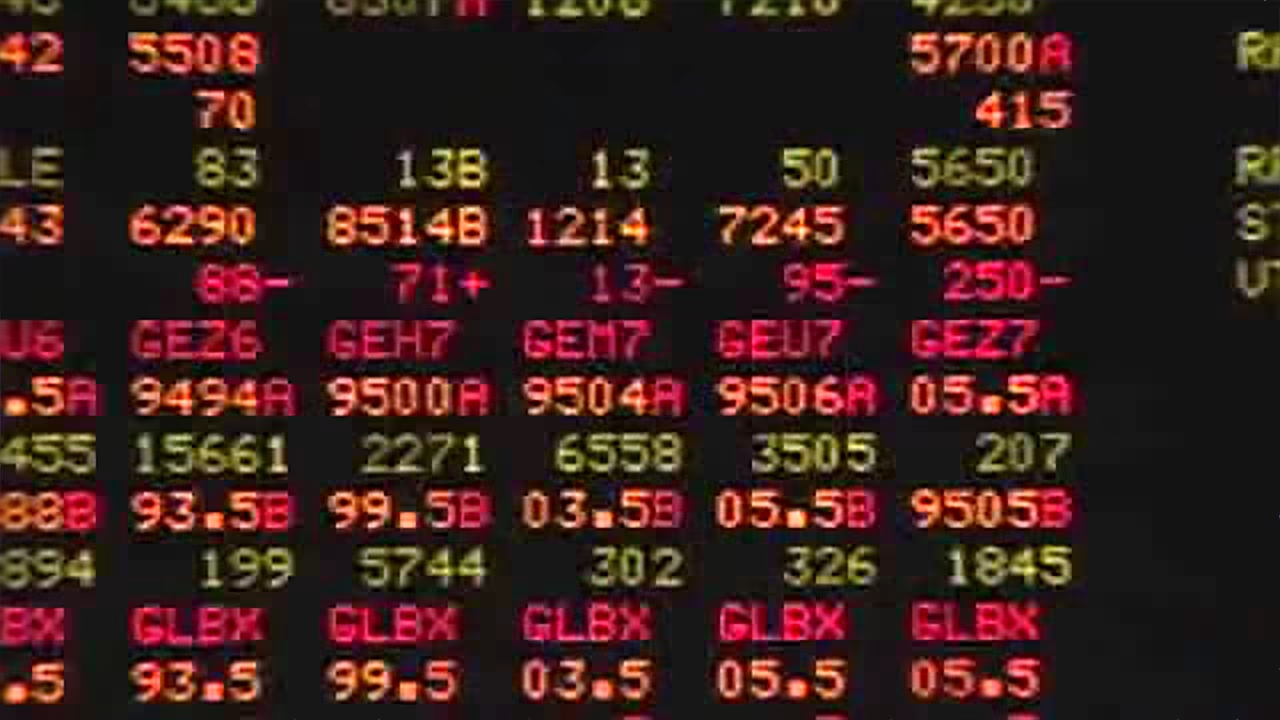 42 5508 5700A
70 415
LE 83 13B 13 50 5650
43 6290 8514B 1214 7245 5650
88- 71+ 13- 95- 250-
U6 GEZ6 GEH7 GEM7 GEU7 GEZ7
.5A 9494A 9500A 9504A 9506A 05.5A
455 15661 2271 6558 3505 207
88B 93.5B 99.5B 03.5B 05.5B 9505B
894 199 5744 302 326 1845
BX GLBX GLBX GLBX GLBX GLBX
.5 93.5 99.5 03.5 05.5 05.5